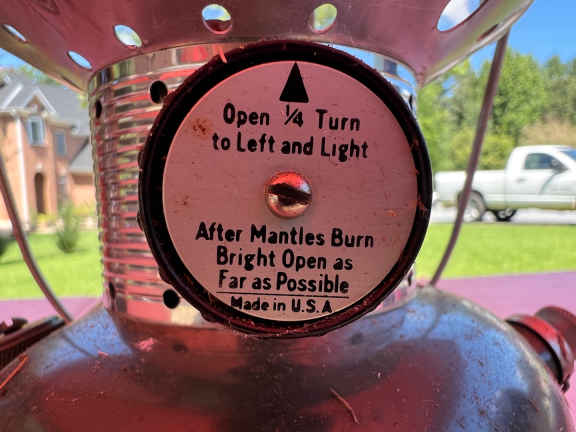 Open 1/4 Turn
to Left and Light
After Mantles Burn
Bright Open as
Far as Possible
Made in U.S.A